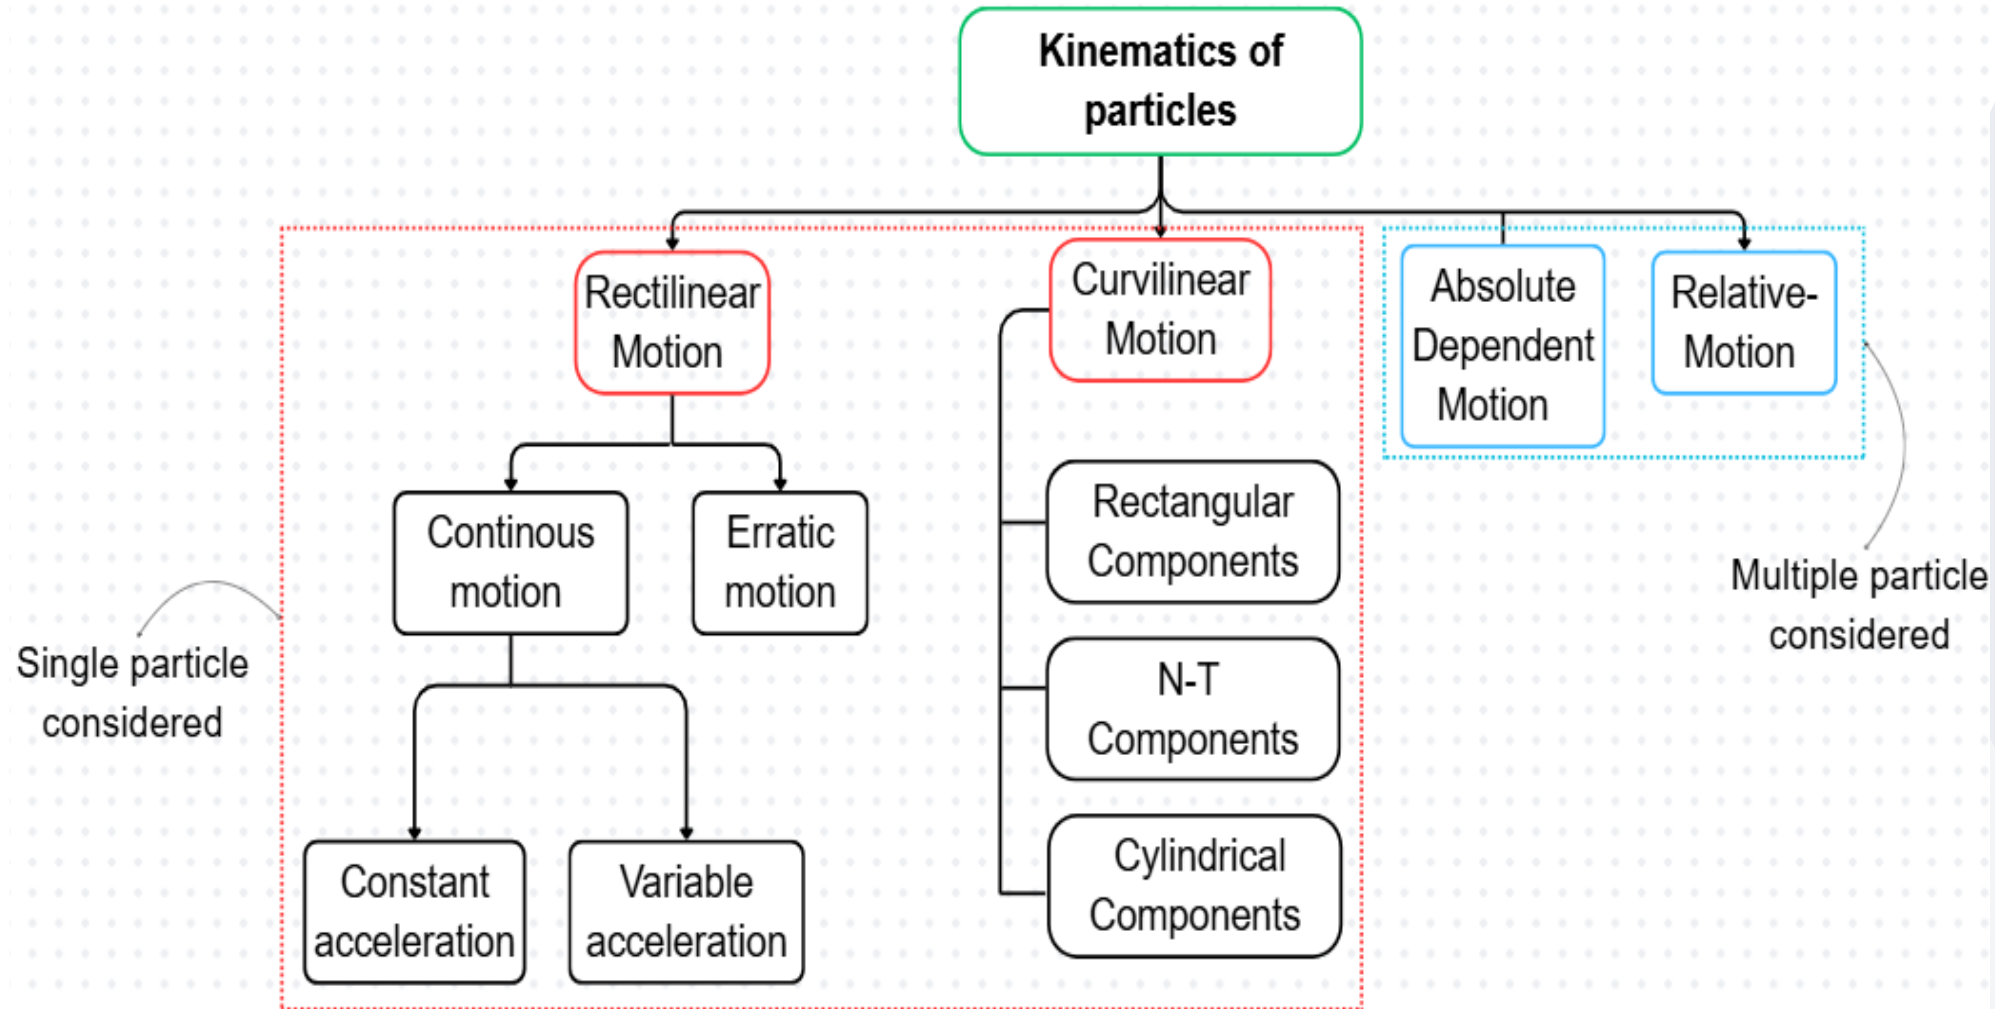 Kinematics of
particles
Rectilinear
Motion
Curvilinear
Motion
Absolute
Dependent
Motion
Relative-
Motion
Continous
motion
Erratic
motion
Rectangular
Components
N-T
Components
Cylindrical
Components
Constant
acceleration
Variable
acceleration
Single particle
considered
Multiple particle
considered